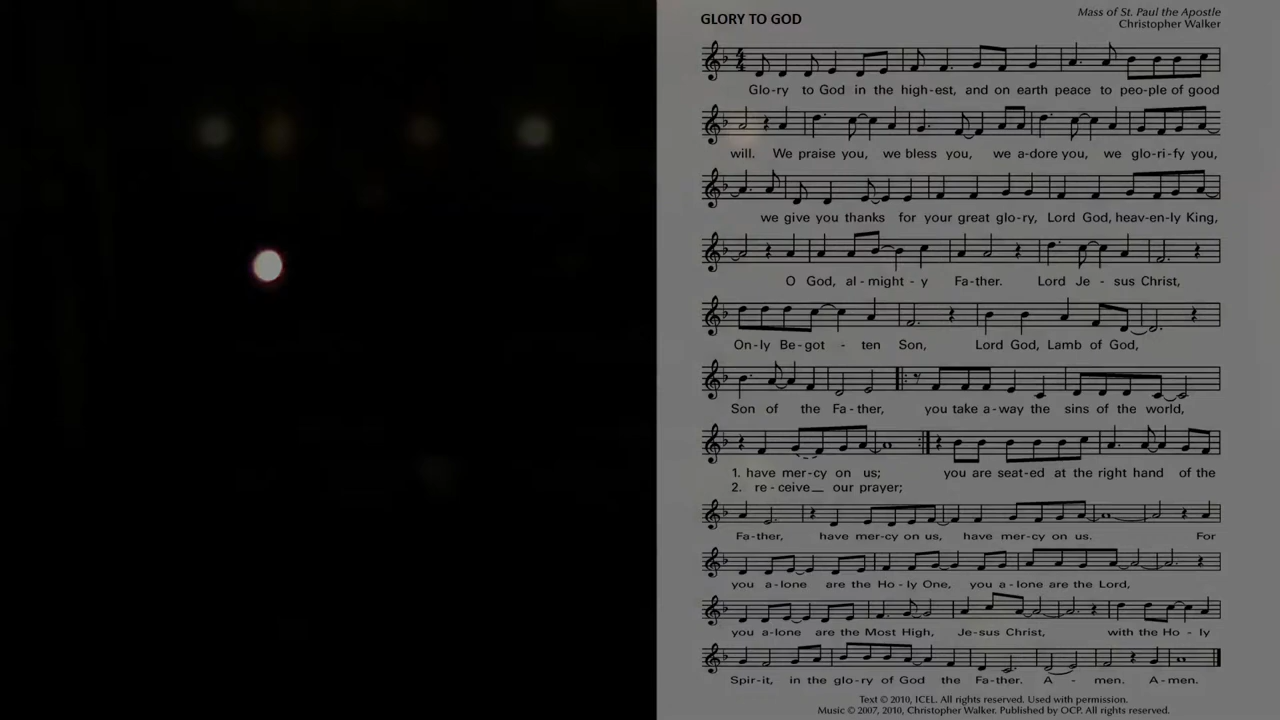 GLORY TO GOD
Mass of St. Paul the Apostle
Christopher Walker
Glo-ry to God in the high-est, and on earth peace to peo-ple of good
will. We praise you, we bless you, we a-dore you, we glo-ri-fy you,
we give you thanks for your great glo-ry, Lord God, heav-en-ly King,
O God, al-might-y Fa-ther. Lord Je - sus Christ,
On-ly Be-got - ten Son, Lord God, Lamb of God,
Son of the Fa-ther, you take a-way the sins of the world,
1. have mer-cy on us; you are seat-ed at the right hand of the
2. re-ceive our prayer;
Fa-ther, have mer-cy on us, have mer-cy on us. For
you a-lone are the Ho-ly One, you a-lone are the Lord,
you a-lone are the Most High, Je-sus Christ, with the Ho - ly
Spir-it, in the glo-ry of God the Fa-ther. A - men. A-men.
Text © 2010, ICEL. All rights reserved. Used with permission.
Music © 2007, 2010, Christopher Walker. Published by OCP. All rights reserved.